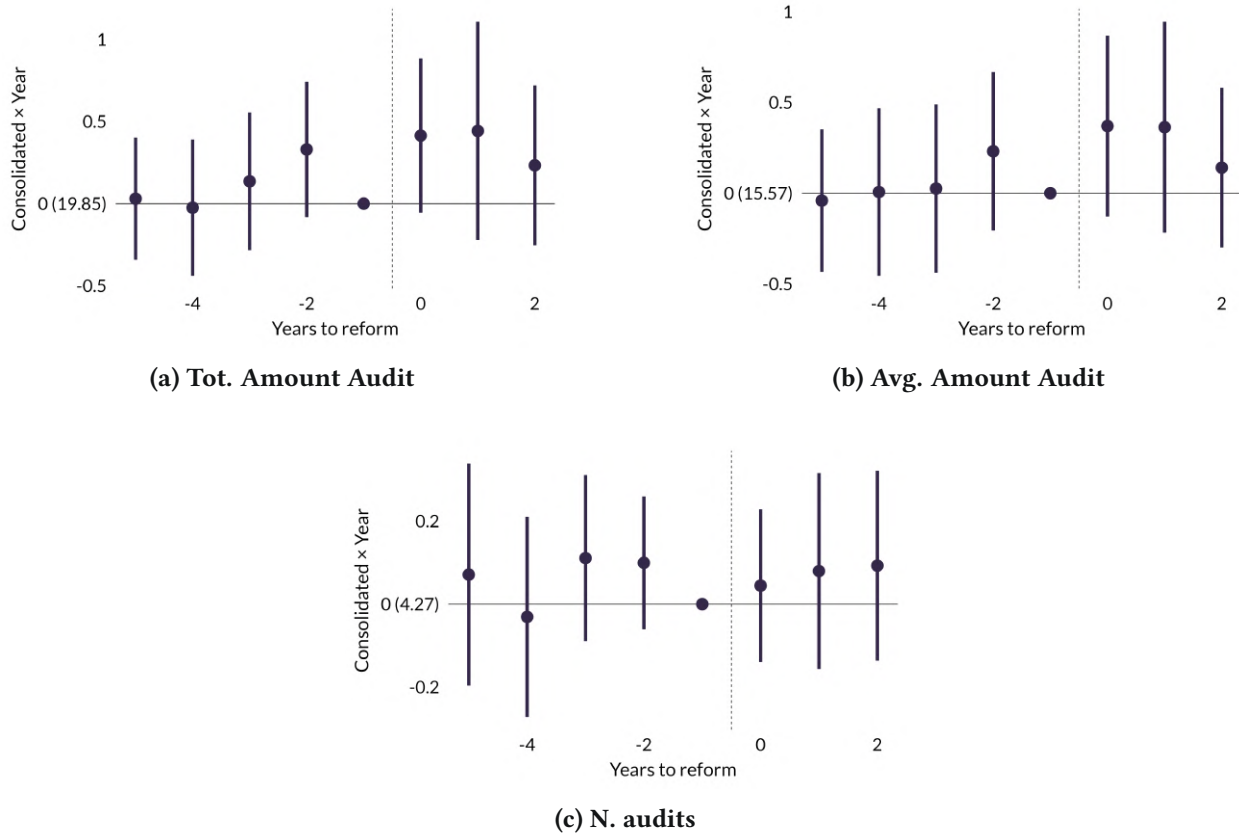 1
0.5
0 (19.85)
-0.5
Consolidated × Year
-4
-2
0
2
Years to reform
(a) Tot. Amount Audit
1
0.5
0 (15.57)
-0.5
Consolidated × Year
-4
-2
0
2
Years to reform
(b) Avg. Amount Audit
0.2
0 (4.27)
-0.2
Consolidated × Year
-4
-2
0
2
Years to reform
(c) N. audits